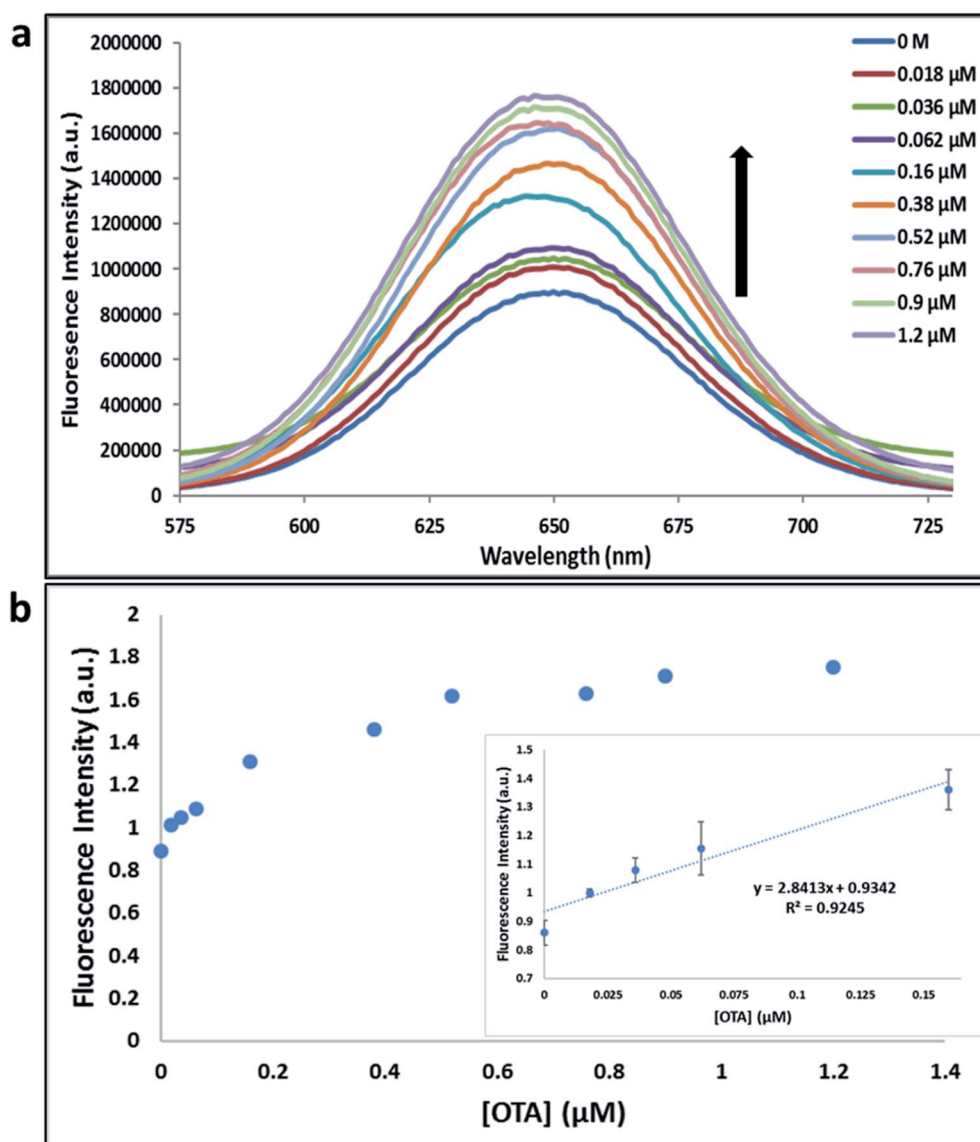 a
Fluoresence Intensity (a.u.)
2000000
1800000
1600000
1400000
1200000
1000000
800000
600000
400000
200000
0
575
600
625
650
675
700
725
Wavelength (nm)
0 M
0.018 µM
0.036 µM
0.062 µM
0.16 µM
0.38 µM
0.52 µM
0.76 µM
0.9 µM
1.2 µM
b
Fluorescence Intensity (a.u.)
2
1.8
1.6
1.4
1.2
1
0.8
0.6
0.4
0.2
0
0
0.2
0.4
0.6
0.8
1
1.2
1.4
[OTA] (µM)
Fluorescence Intensity (a.u.)
1.5
1.4
1.3
1.2
1.1
1
0.9
0.8
0.7
y = 2.8413x + 0.9342
R² = 0.9245
0
0.025
0.05
0.075
0.1
0.125
0.15
[OTA] (µM)